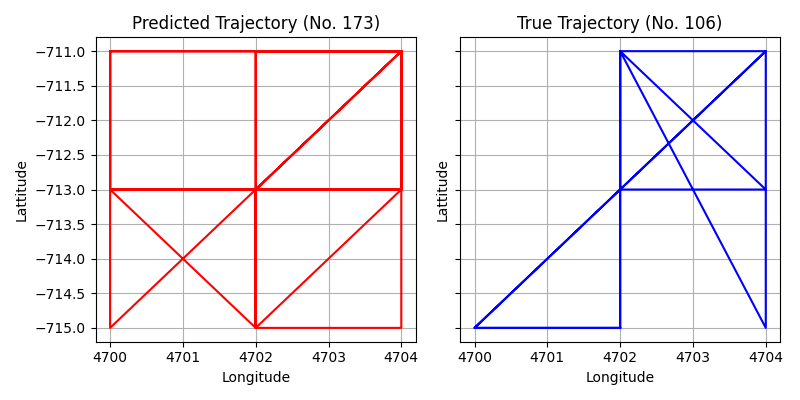 Predicted Trajectory (No. 173)
True Trajectory (No. 106)
−711.0
−711.5
−712.0
−712.5
−713.0
−713.5
−714.0
−714.5
−715.0
Lattitude
Lattitude
4700 4701 4702 4703 4704
4700 4701 4702 4703 4704
Longitude
Longitude